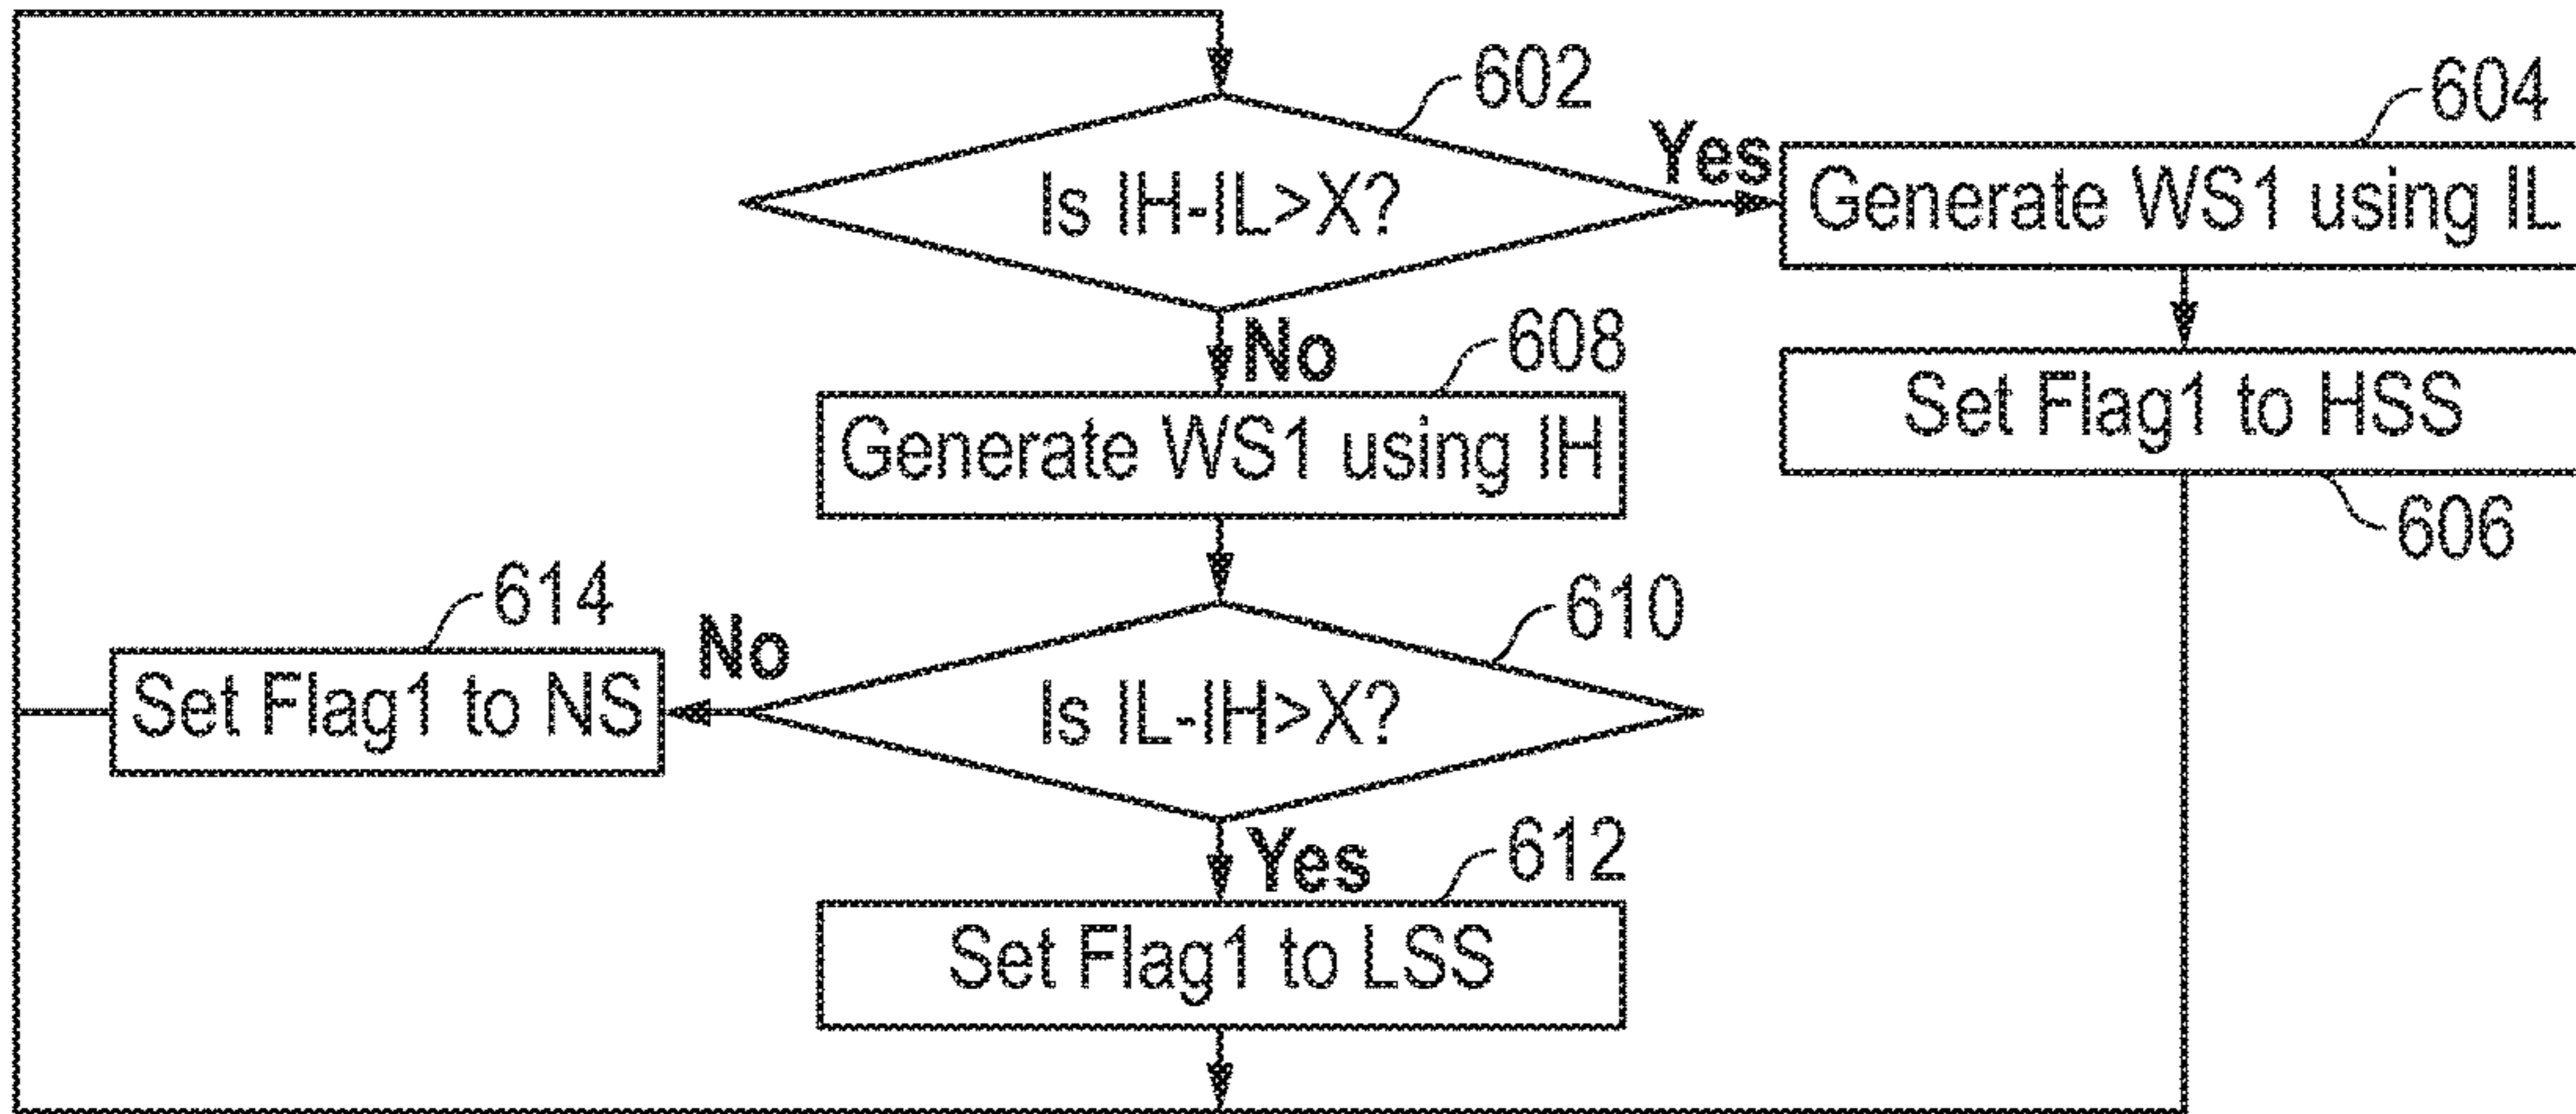 602
Is IH-IL>X?
Yes
604
Generate WS1 using IL
Set Flag1 to HSS
606
No
608
Generate WS1 using IH
610
Is IL-IH>X?
No
614
Set Flag1 to NS
Yes
612
Set Flag1 to LSS